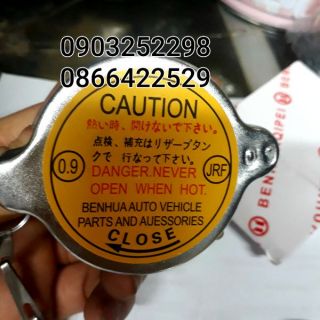 0903252298
0866422529
CAUTION
熱い時、開けないで下さい。
点検、補充はリザーブタン
クで 行なって下さい。
0.9
JRF
DANGER.NEVER
OPEN WHEN HOT.
BENHUA AUTO VEHICLE
PARTS AND AUESSORIES
CLOSE
BENHUAQIPEI